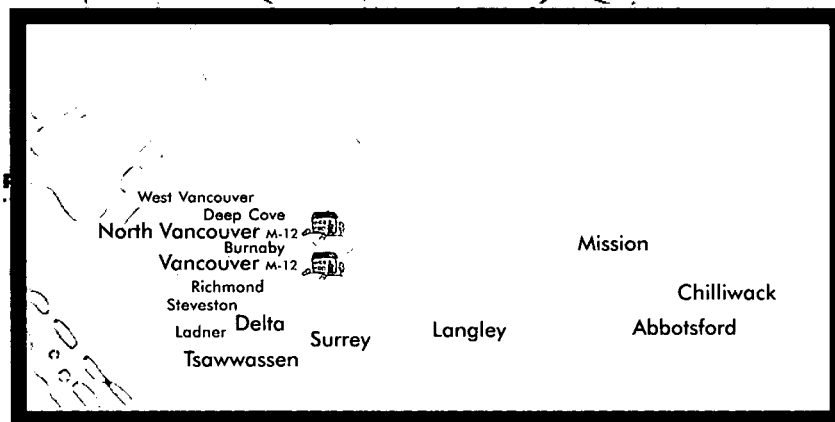 West Vancouver
Deep Cove
North Vancouver M-12
Burnaby
Vancouver M-12
Mission
Richmond
Chilliwack
Steveston
Ladner Delta
Surrey
Langley
Abbotsford
Tsawwassen